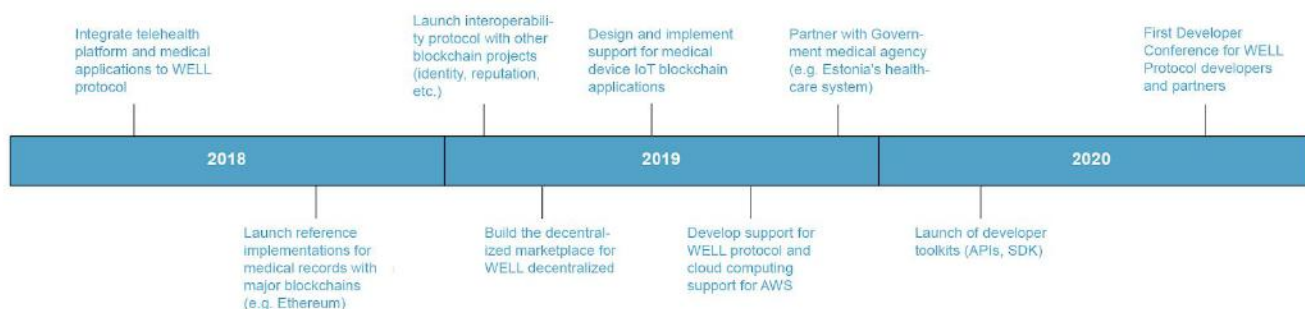 Integrate telehealth
platform and medical
applications to WELL
protocol
Launch interoperabili-
ty protocol with other
blockchain projects
(identity, reputation,
etc.)
Design and implement
support for medical
device IoT blockchain
applications
Partner with Govern-
ment medical agency
(e.g. Estonia's health-
care system)
First Developer
Conference for WELL
Protocol developers
and partners
2018
2019
2020
Launch reference
implementations for
medical records with
major blockchains
(e.g. Ethereum)
Build the decentral-
ized marketplace for
WELL decentralized
Develop support for
WELL protocol and
cloud computing
support for AWS
Launch of developer
toolkits (APIs, SDK)